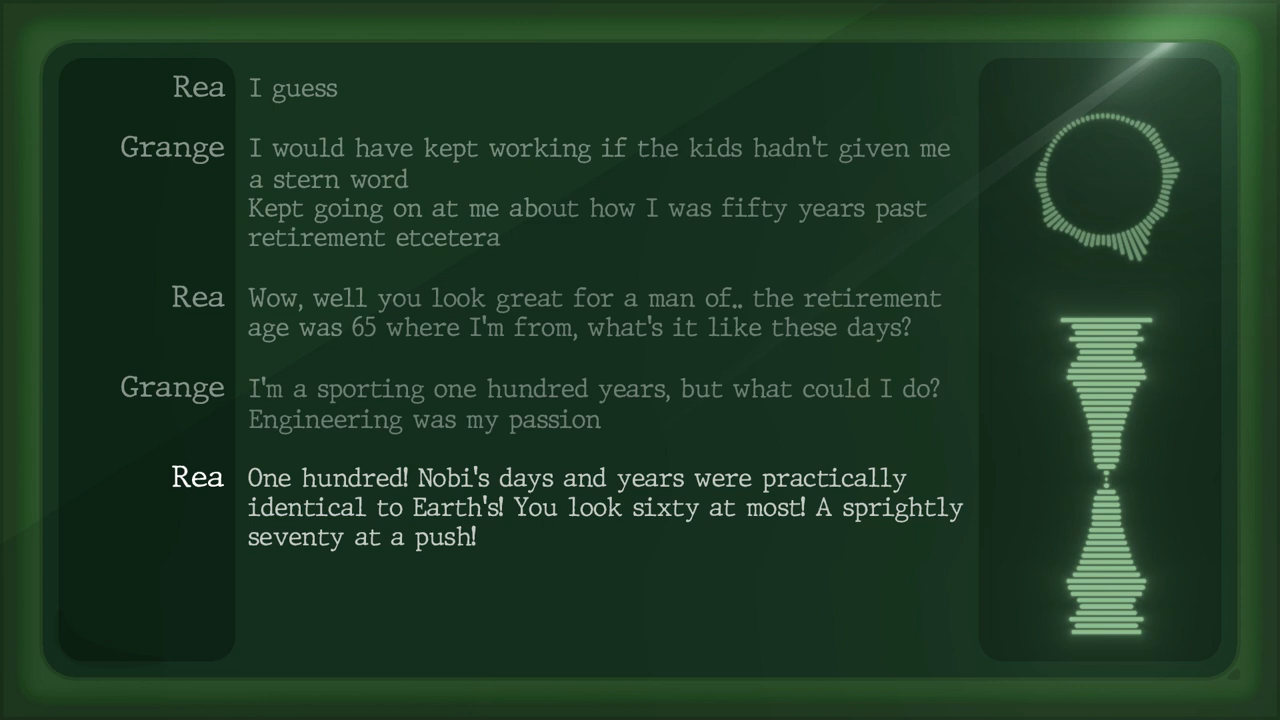 Rea I guess
Grange I would have kept working if the kids hadn't given me
a stern word
Kept going on at me about how I was fifty years past
retirement etcetera
Rea Wow, well you look great for a man of.. the retirement
age was 65 where I'm from, what's it like these days?
Grange I'm a sporting one hundred years, but what could I do?
Engineering was my passion
Rea One hundred! Nobi's days and years were practically
identical to Earth's! You look sixty at most! A sprightly
seventy at a push!